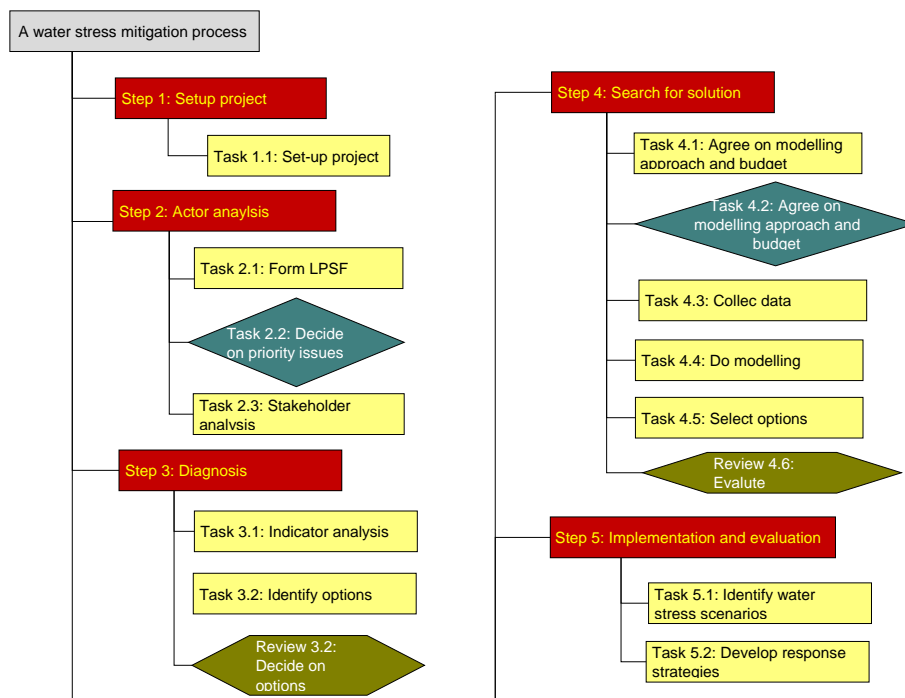 A water stress mitigation process
Step 1: Setup project
Task 1.1: Set-up project
Step 2: Actor anaylsis
Task 2.1: Form LPSF
Task 2.2: Decide
on priority issues
Task 2.3: Stakeholder
analysis
Step 3: Diagnosis
Task 3.1: Indicator analysis
Task 3.2: Identify options
Review 3.2:
Decide on
options
Step 4: Search for solution
Task 4.1: Agree on modelling
approach and budget
Task 4.2: Agree on
modelling approach and
budget
Task 4.3: Collec data
Task 4.4: Do modelling
Task 4.5: Select options
Review 4.6:
Evalute
Step 5: Implementation and evaluation
Task 5.1: Identify water
stress scenarios
Task 5.2: Develop response
strategies